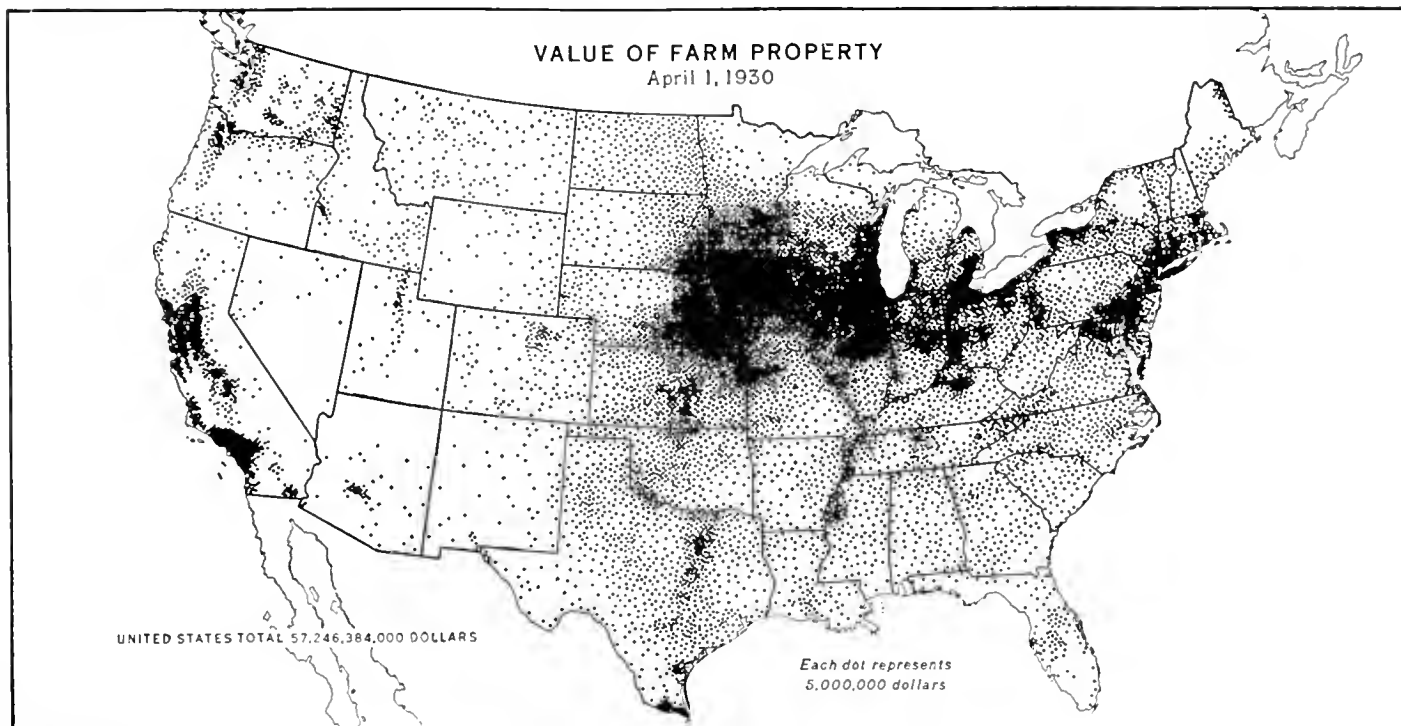 VALUE OF FARM PROPERTY
April 1, 1930
UNITED STATES TOTAL 57,246,384,000 DOLLARS
Each dot represents
5,000,000 dollars